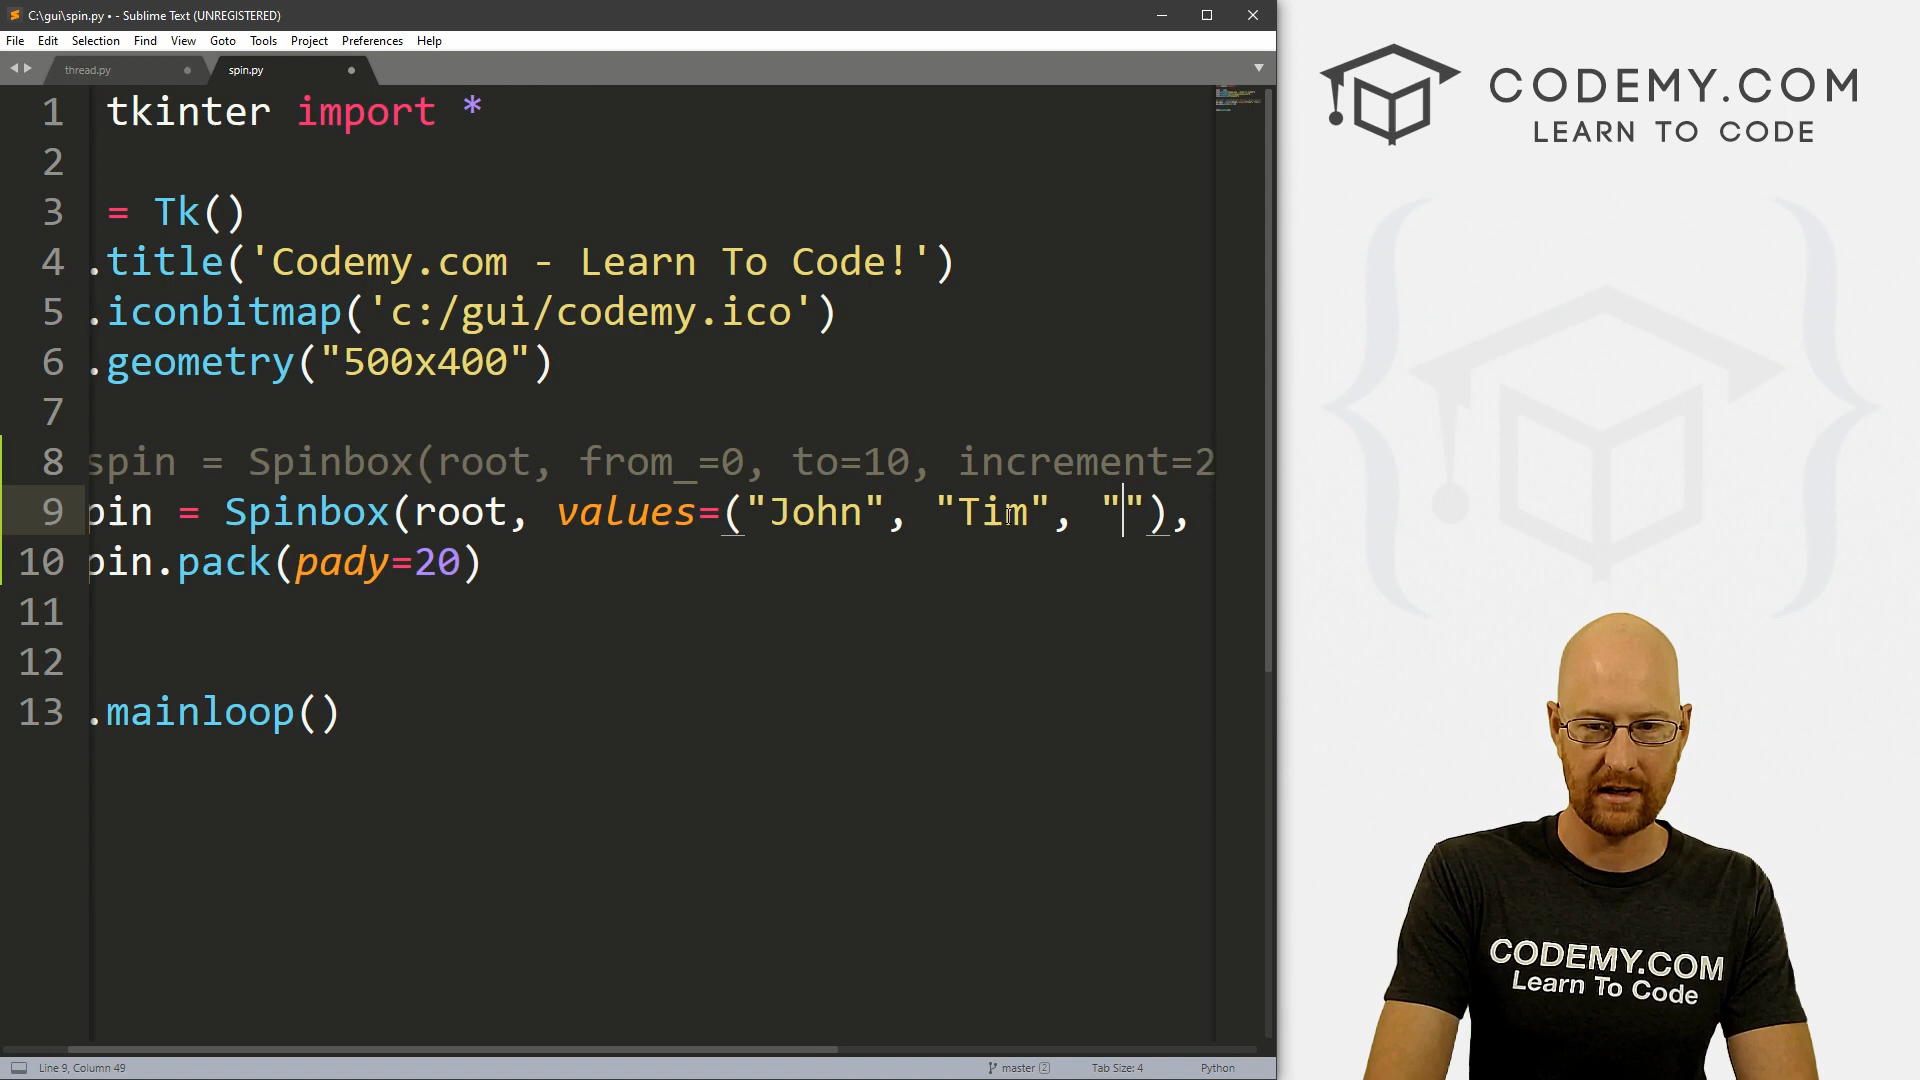 C:\gui\spin.py • - Sublime Text (UNREGISTERED)
File Edit Selection Find View Goto Tools Project Preferences Help
thread.py spin.py
1 tkinter import *
2
3 = Tk()
4 .title('Codemy.com - Learn To Code!')
5 .iconbitmap('c:/gui/codemy.ico')
6 .geometry("500x400")
7
8 spin = Spinbox(root, from_=0, to=10, increment=2
9 pin = Spinbox(root, values=("John", "Tim", ""),
10 pin.pack(pady=20)
11
12
13 .mainloop()
Line 9, Column 49 master 2 Tab Size: 4 Python
CODEMY.COM
LEARN TO CODE
CODEMY.COM
Learn To Code